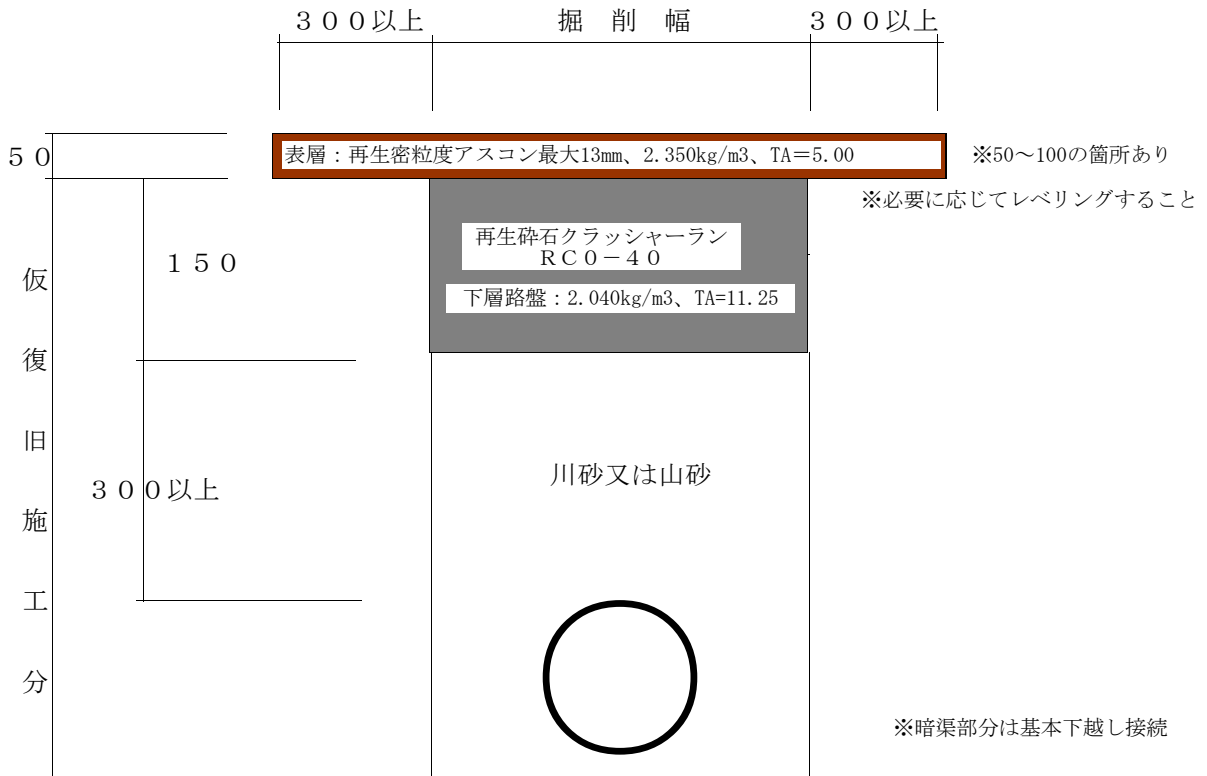 ３００以上　掘　削　幅　３００以上
５０
表層：再生密粒度アスコン最大13mm、2.350kg/m3、TA＝5.00
※50～100の箇所あり
※必要に応じてレベリングすること
１５０
再生砕石クラッシャーラン
ＲＣ０－４０
下層路盤：2.040kg/m3、TA=11.25
仮復旧施工分
３００以上
川砂又は山砂
※暗渠部分は基本下越し接続